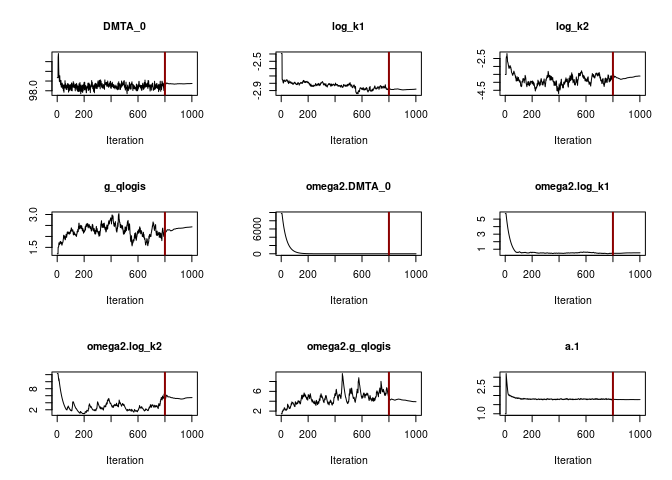 DMTA_0 log_k1 log_k2
98.0
0 200 600 1000
Iteration
-2.9 -2.5
0 200 600 1000
Iteration
-4.5 -2.5
0 200 600 1000
Iteration
g_qlogis omega2.DMTA_0 omega2.log_k1
1.5 3.0
0 200 600 1000
Iteration
0 6000
0 200 600 1000
Iteration
1 3 5
0 200 600 1000
Iteration
omega2.log_k2 omega2.g_qlogis a.1
2 8
0 200 600 1000
Iteration
2 6
0 200 600 1000
Iteration
1.0 2.5
0 200 600 1000
Iteration